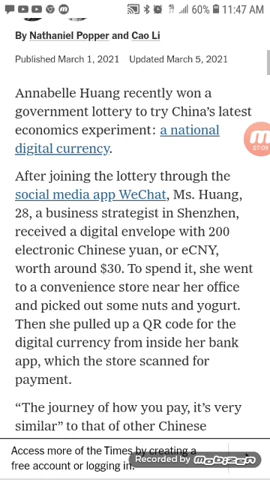 60% 11:47 AM
By Nathaniel Popper and Cao Li
Published March 1, 2021 Updated March 5, 2021
Annabelle Huang recently won a
government lottery to try China's latest
economics experiment: a national
digital currency.
After joining the lottery through the
social media app WeChat, Ms. Huang,
28, a business strategist in Shenzhen,
received a digital envelope with 200
electronic Chinese yuan, or eCNY,
worth around $30. To spend it, she went
to a convenience store near her office
and picked out some nuts and yogurt.
Then she pulled up a QR code for the
digital currency from inside her bank
app, which the store scanned for
payment.
“The journey of how you pay, it's very
similar” to that of other Chinese
Access more of the Times by creating a
free account or logging in.
Recorded by
mobizen